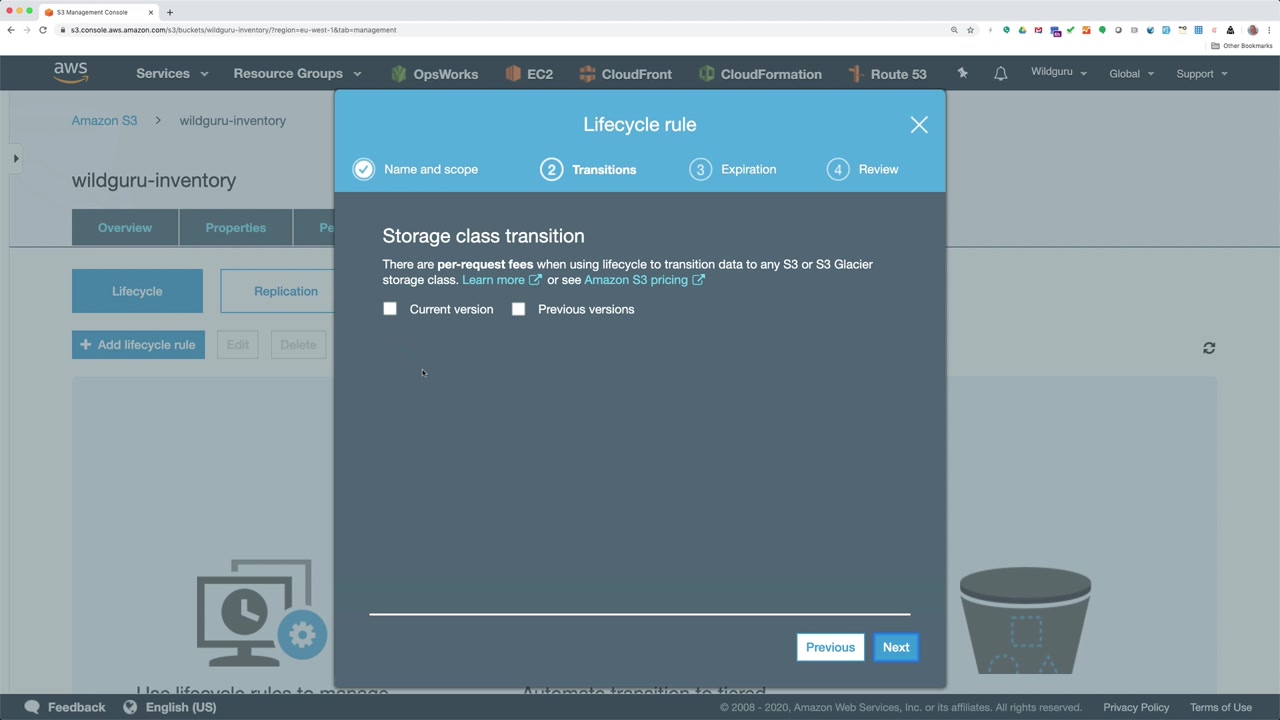 S3 Management Console
s3.console.aws.amazon.com/s3/buckets/wildguru-inventory/?region=eu-west-1&tab=management
Other Bookmarks
aws
Services
Resource Groups
OpsWorks
EC2
CloudFront
CloudFormation
Route 53
Wildguru
Global
Support
Amazon S3 > wildguru-inventory
wildguru-inventory
Overview
Properties
Pe
Lifecycle
Replication
+ Add lifecycle rule
Edit
Delete
Lifecycle rule
Name and scope
2 Transitions
3 Expiration
4 Review
Storage class transition
There are per-request fees when using lifecycle to transition data to any S3 or S3 Glacier
storage class. Learn more or see Amazon S3 pricing
Current version
Previous versions
Previous
Next
Use lifecycle rules to manage
Automate transition to tiered
Feedback
English (US)
© 2008 - 2020, Amazon Web Services, Inc. or its affiliates. All rights reserved.
Privacy Policy
Terms of Use